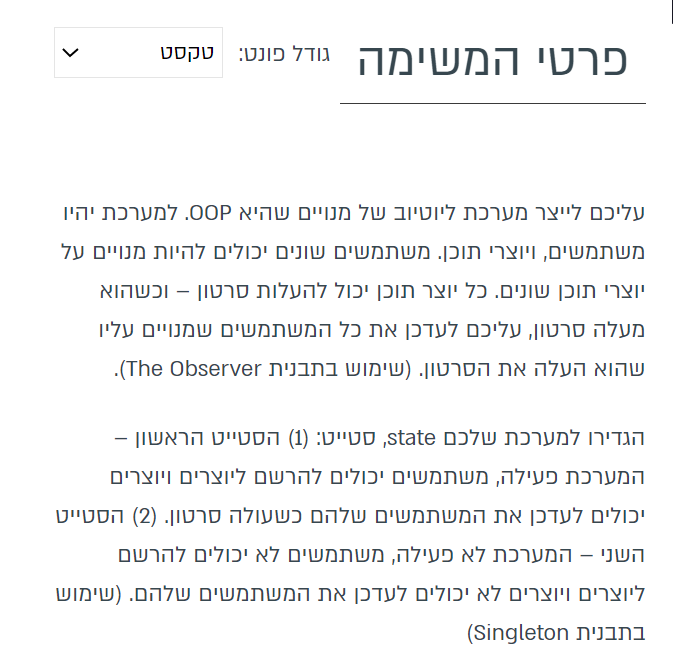 פרטי המשימה
גודל פונט:
טקסט
עליכם לייצר מערכת ליוטיוב של מנויים שהיא OOP. למערכת יהיו
משתמשים, ויוצרי תוכן. משתמשים שונים יכולים להיות מנויים על
יוצרי תוכן שונים. כל יוצר תוכן יכול להעלות סרטון – וכשהוא
מעלה סרטון, עליכם לעדכן את כל המשתמשים שמנויים עליו
שהוא העלה את הסרטון. (שימוש בתבנית The Observer).
הגדירו למערכת שלכם state, סטייט: (1) הסטייט הראשון –
המערכת פעילה, משתמשים יכולים להרשם ליוצרים ויוצרים
יכולים לעדכן את המשתמשים שלהם כשעולה סרטון. (2) הסטייט
השני – המערכת לא פעילה, משתמשים לא יכולים להרשם
ליוצרים ויוצרים לא יכולים לעדכן את המשתמשים שלהם. (שימוש
בתבנית Singleton)